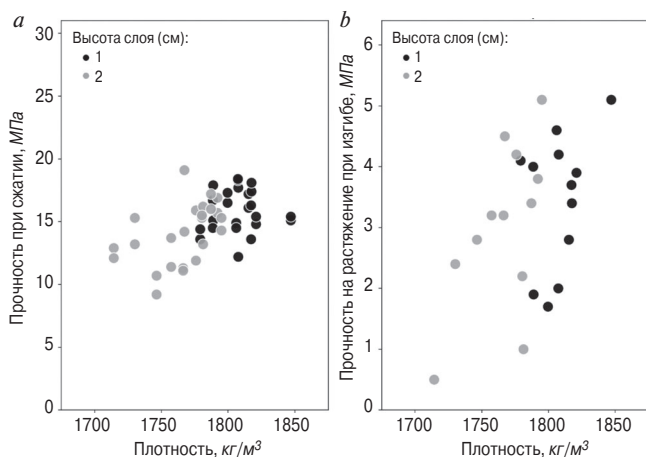 a
Высота слоя (см):
1
2
Прочность при сжатии, МПа
30
25
20
15
10
5
0
1700 1750 1800 1850
Плотность, кг/м³
b
Высота слоя (см):
1
2
Прочность на растяжение при изгибе, МПа
6
5
4
3
2
1
0
1700 1750 1800 1850
Плотность, кг/м³